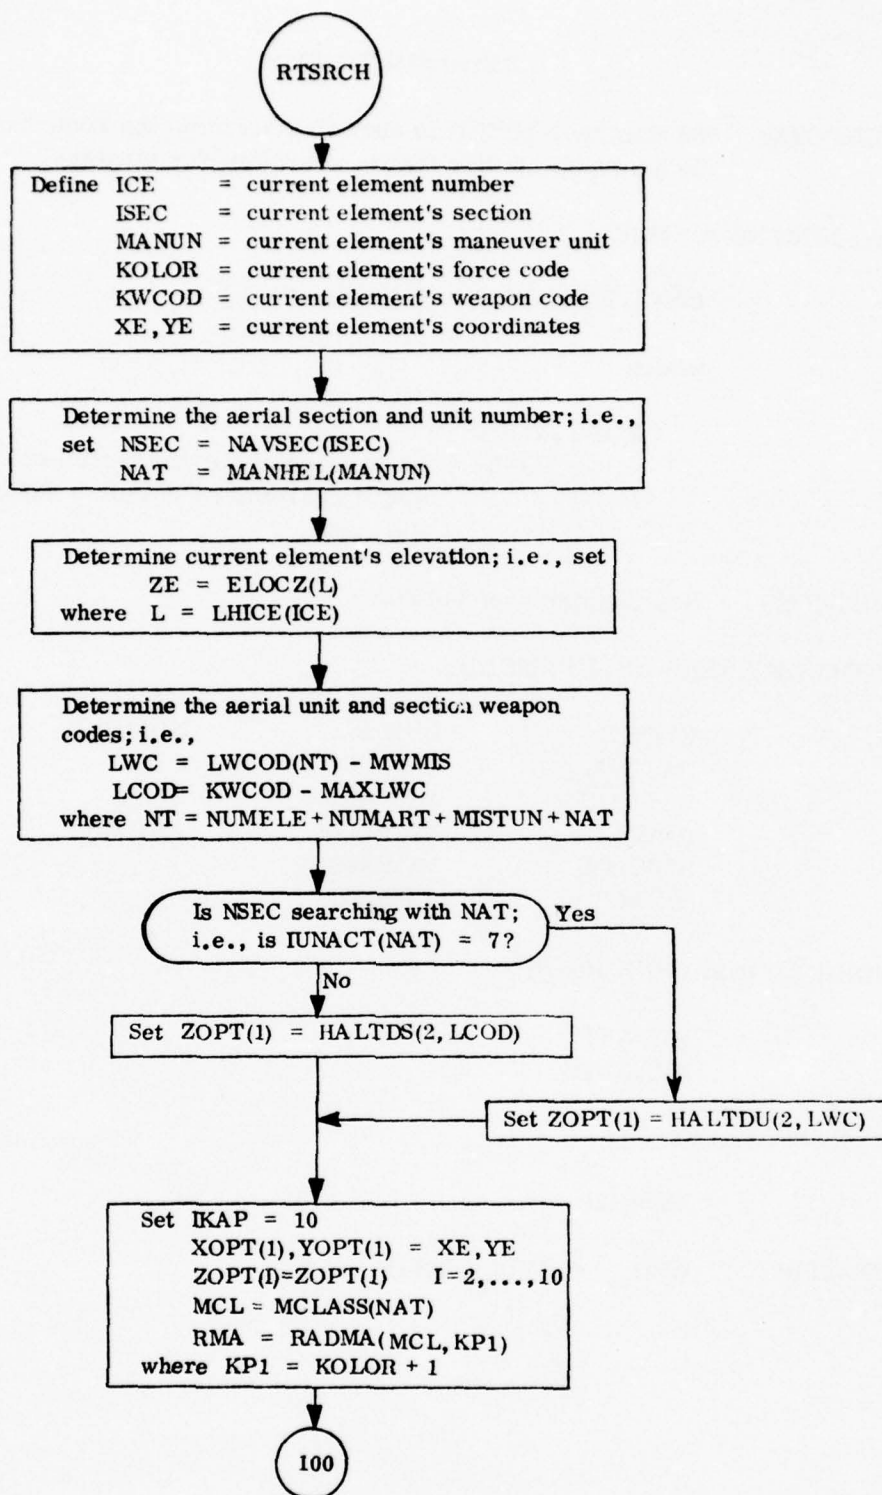 RTSRCH
Define ICE = current element number
ISEC = current element's section
MANUN = current element's maneuver unit
KOLOR = current element's force code
KWCOD = current element's weapon code
XE,YE = current element's coordinates
Determine the aerial section and unit number; i.e.,
set NSEC = NAVSEC(ISEC)
NAT = MANHEL(MANUN)
Determine current element's elevation; i.e., set
ZE = ELOCZ(L)
where L = LHICE(ICE)
Determine the aerial unit and section weapon
codes; i.e.,
LWC = LWCOD(NT) - MWMIS
LCOD= KWCOD - MAXLWC
where NT = NUMELE + NUMART + MISTUN + NAT
Is NSEC searching with NAT;
i.e., is IUNACT(NAT) = 7?
Yes
No
Set ZOPT(1) = HALTDS(2, LCOD)
Set ZOPT(1) = HALTDU(2, LWC)
Set IKAP = 10
XOPT(1),YOPT(1) = XE,YE
ZOPT(I)=ZOPT(1) I=2,...,10
MCL = MCLASS(NAT)
RMA = RADMA(MCL, KP1)
where KP1 = KOLOR + 1
100